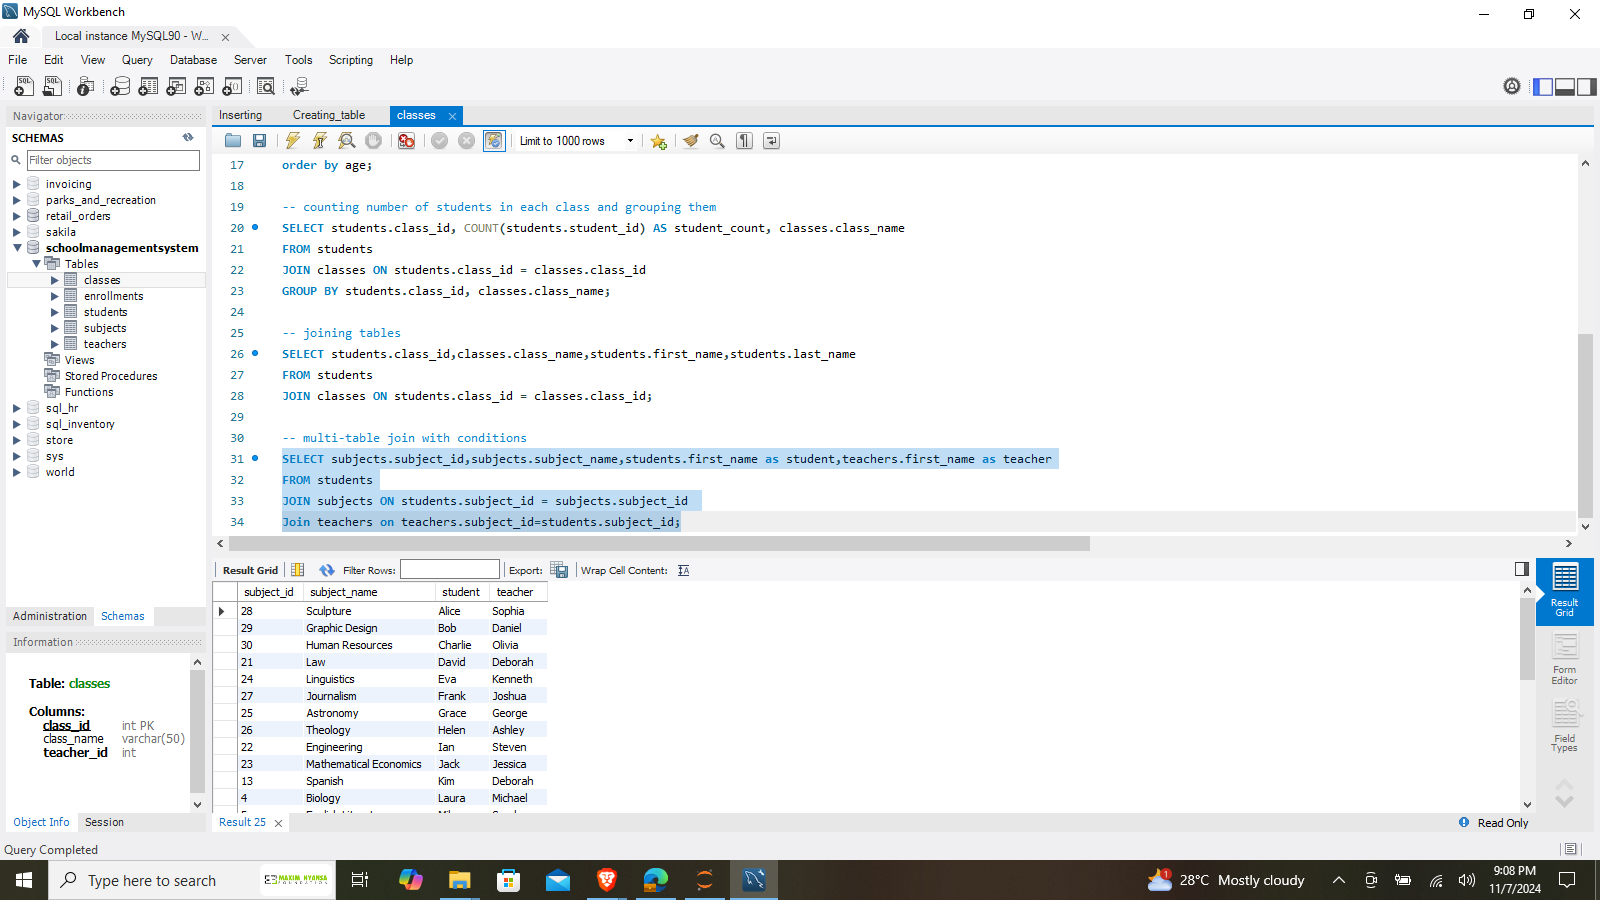 MySQL Workbench
Local instance MySQL90 - W...
File Edit View Query Database Server Tools Scripting Help
Navigator
SCHEMAS
Filter objects
invoicing
parks_and_recreation
retail_orders
sakila
schoolmanagementsystem
Tables
classes
enrollments
students
subjects
teachers
Views
Stored Procedures
Functions
sql_hr
sql_inventory
store
sys
world
Administration Schemas
Information
Table: classes
Columns:
class_id int PK
class_name varchar(50)
teacher_id int
Object Info Session
Inserting Creating_table classes
Limit to 1000 rows
17 order by age;
18
19 -- counting number of students in each class and grouping them
20 SELECT students.class_id, COUNT(students.student_id) AS student_count, classes.class_name
21 FROM students
22 JOIN classes ON students.class_id = classes.class_id
23 GROUP BY students.class_id, classes.class_name;
24
25 -- joining tables
26 SELECT students.class_id,classes.class_name,students.first_name,students.last_name
27 FROM students
28 JOIN classes ON students.class_id = classes.class_id;
29
30 -- multi-table join with conditions
31 SELECT subjects.subject_id,subjects.subject_name,students.first_name as student,teachers.first_name as teacher
32 FROM students
33 JOIN subjects ON students.subject_id = subjects.subject_id
34 Join teachers on teachers.subject_id=students.subject_id;
Result Grid Filter Rows: Export: Wrap Cell Content:
subject_id subject_name student teacher
28 Sculpture Alice Sophia
29 Graphic Design Bob Daniel
30 Human Resources Charlie Olivia
21 Law David Deborah
24 Linguistics Eva Kenneth
27 Journalism Frank Joshua
25 Astronomy Grace George
26 Theology Helen Ashley
22 Engineering Ian Steven
23 Mathematical Economics Jack Jessica
13 Spanish Kim Deborah
4 Biology Laura Michael
Result Grid
Form Editor
Field Types
Result 25
Read Only
Query Completed
Type here to search
MAXIM NYANSA
FOUNDATION
1
28°C Mostly cloudy
9:08 PM
11/7/2024